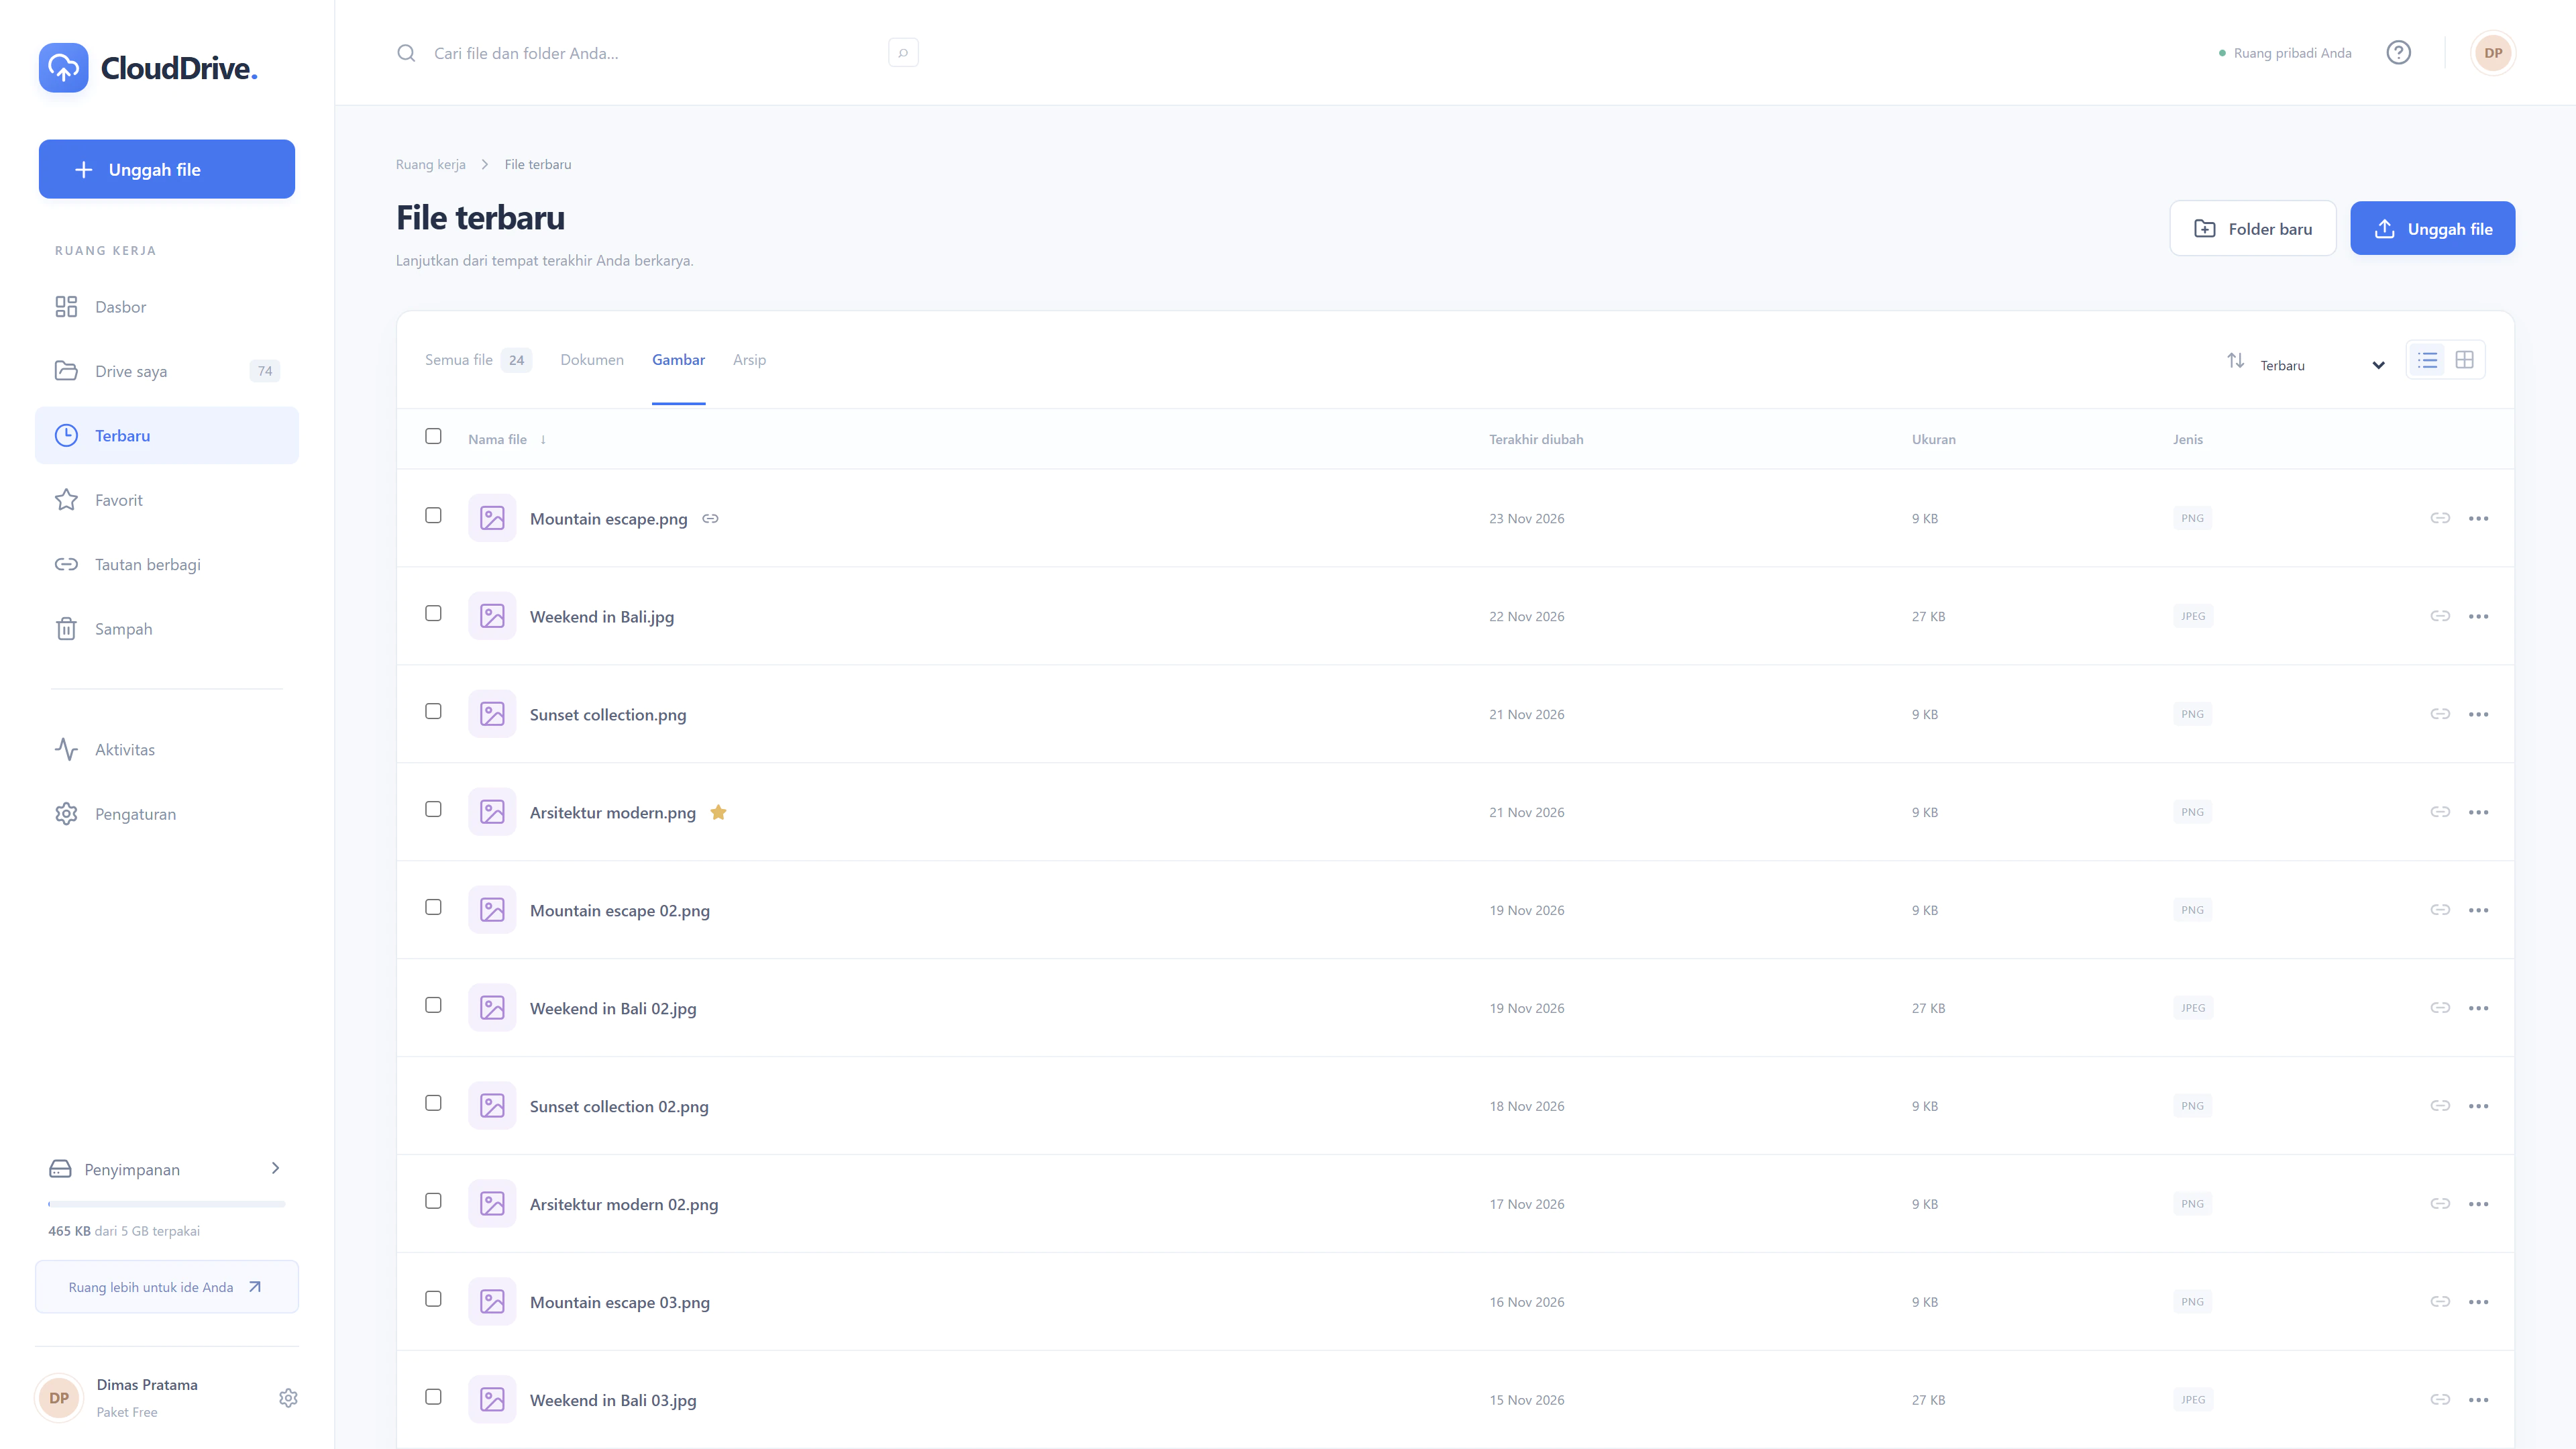 CloudDrive.
Unggah file
RUANG KERJA
Dasbor
Drive saya 74
Terbaru
Favorit
Tautan berbagi
Sampah
Aktivitas
Pengaturan
Penyimpanan
465 KB dari 5 GB terpakai
Ruang lebih untuk ide Anda
DP Dimas Pratama
Paket Free
Cari file dan folder Anda...
Ruang pribadi Anda
DP
Ruang kerja > File terbaru
File terbaru
Lanjutkan dari tempat terakhir Anda berkarya.
Folder baru
Unggah file
Semua file 24 Dokumen Gambar Arsip
Terbaru
Nama file ↓ Terakhir diubah Ukuran Jenis
Mountain escape.png 23 Nov 2026 9 KB PNG
Weekend in Bali.jpg 22 Nov 2026 27 KB JPEG
Sunset collection.png 21 Nov 2026 9 KB PNG
Arsitektur modern.png 21 Nov 2026 9 KB PNG
Mountain escape 02.png 19 Nov 2026 9 KB PNG
Weekend in Bali 02.jpg 19 Nov 2026 27 KB JPEG
Sunset collection 02.png 18 Nov 2026 9 KB PNG
Arsitektur modern 02.png 17 Nov 2026 9 KB PNG
Mountain escape 03.png 16 Nov 2026 9 KB PNG
Weekend in Bali 03.jpg 15 Nov 2026 27 KB JPEG